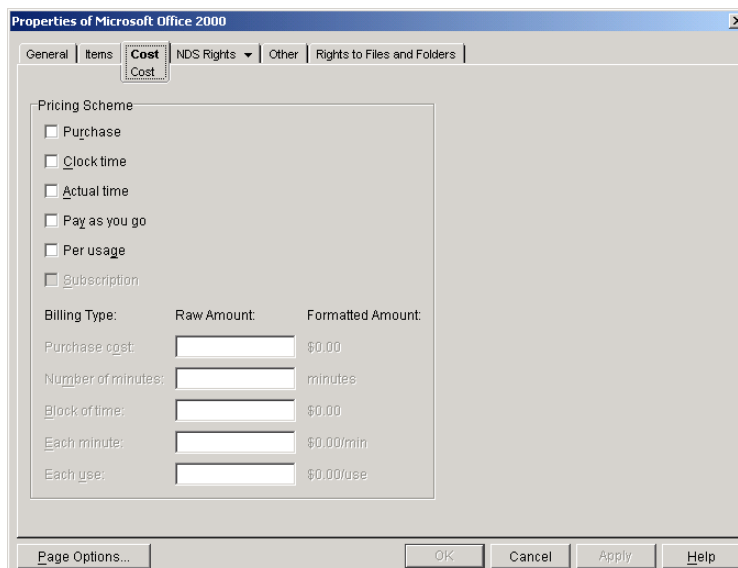 Properties of Microsoft Office 2000
General Items Cost NDS Rights Other Rights to Files and Folders
Cost
Pricing Scheme
Purchase
Clock time
Actual time
Pay as you go
Per usage
Subscription
Billing Type: Raw Amount: Formatted Amount:
Purchase cost: $0.00
Number of minutes: minutes
Block of time: $0.00
Each minute: $0.00/min
Each use: $0.00/use
Page Options... OK Cancel Apply Help